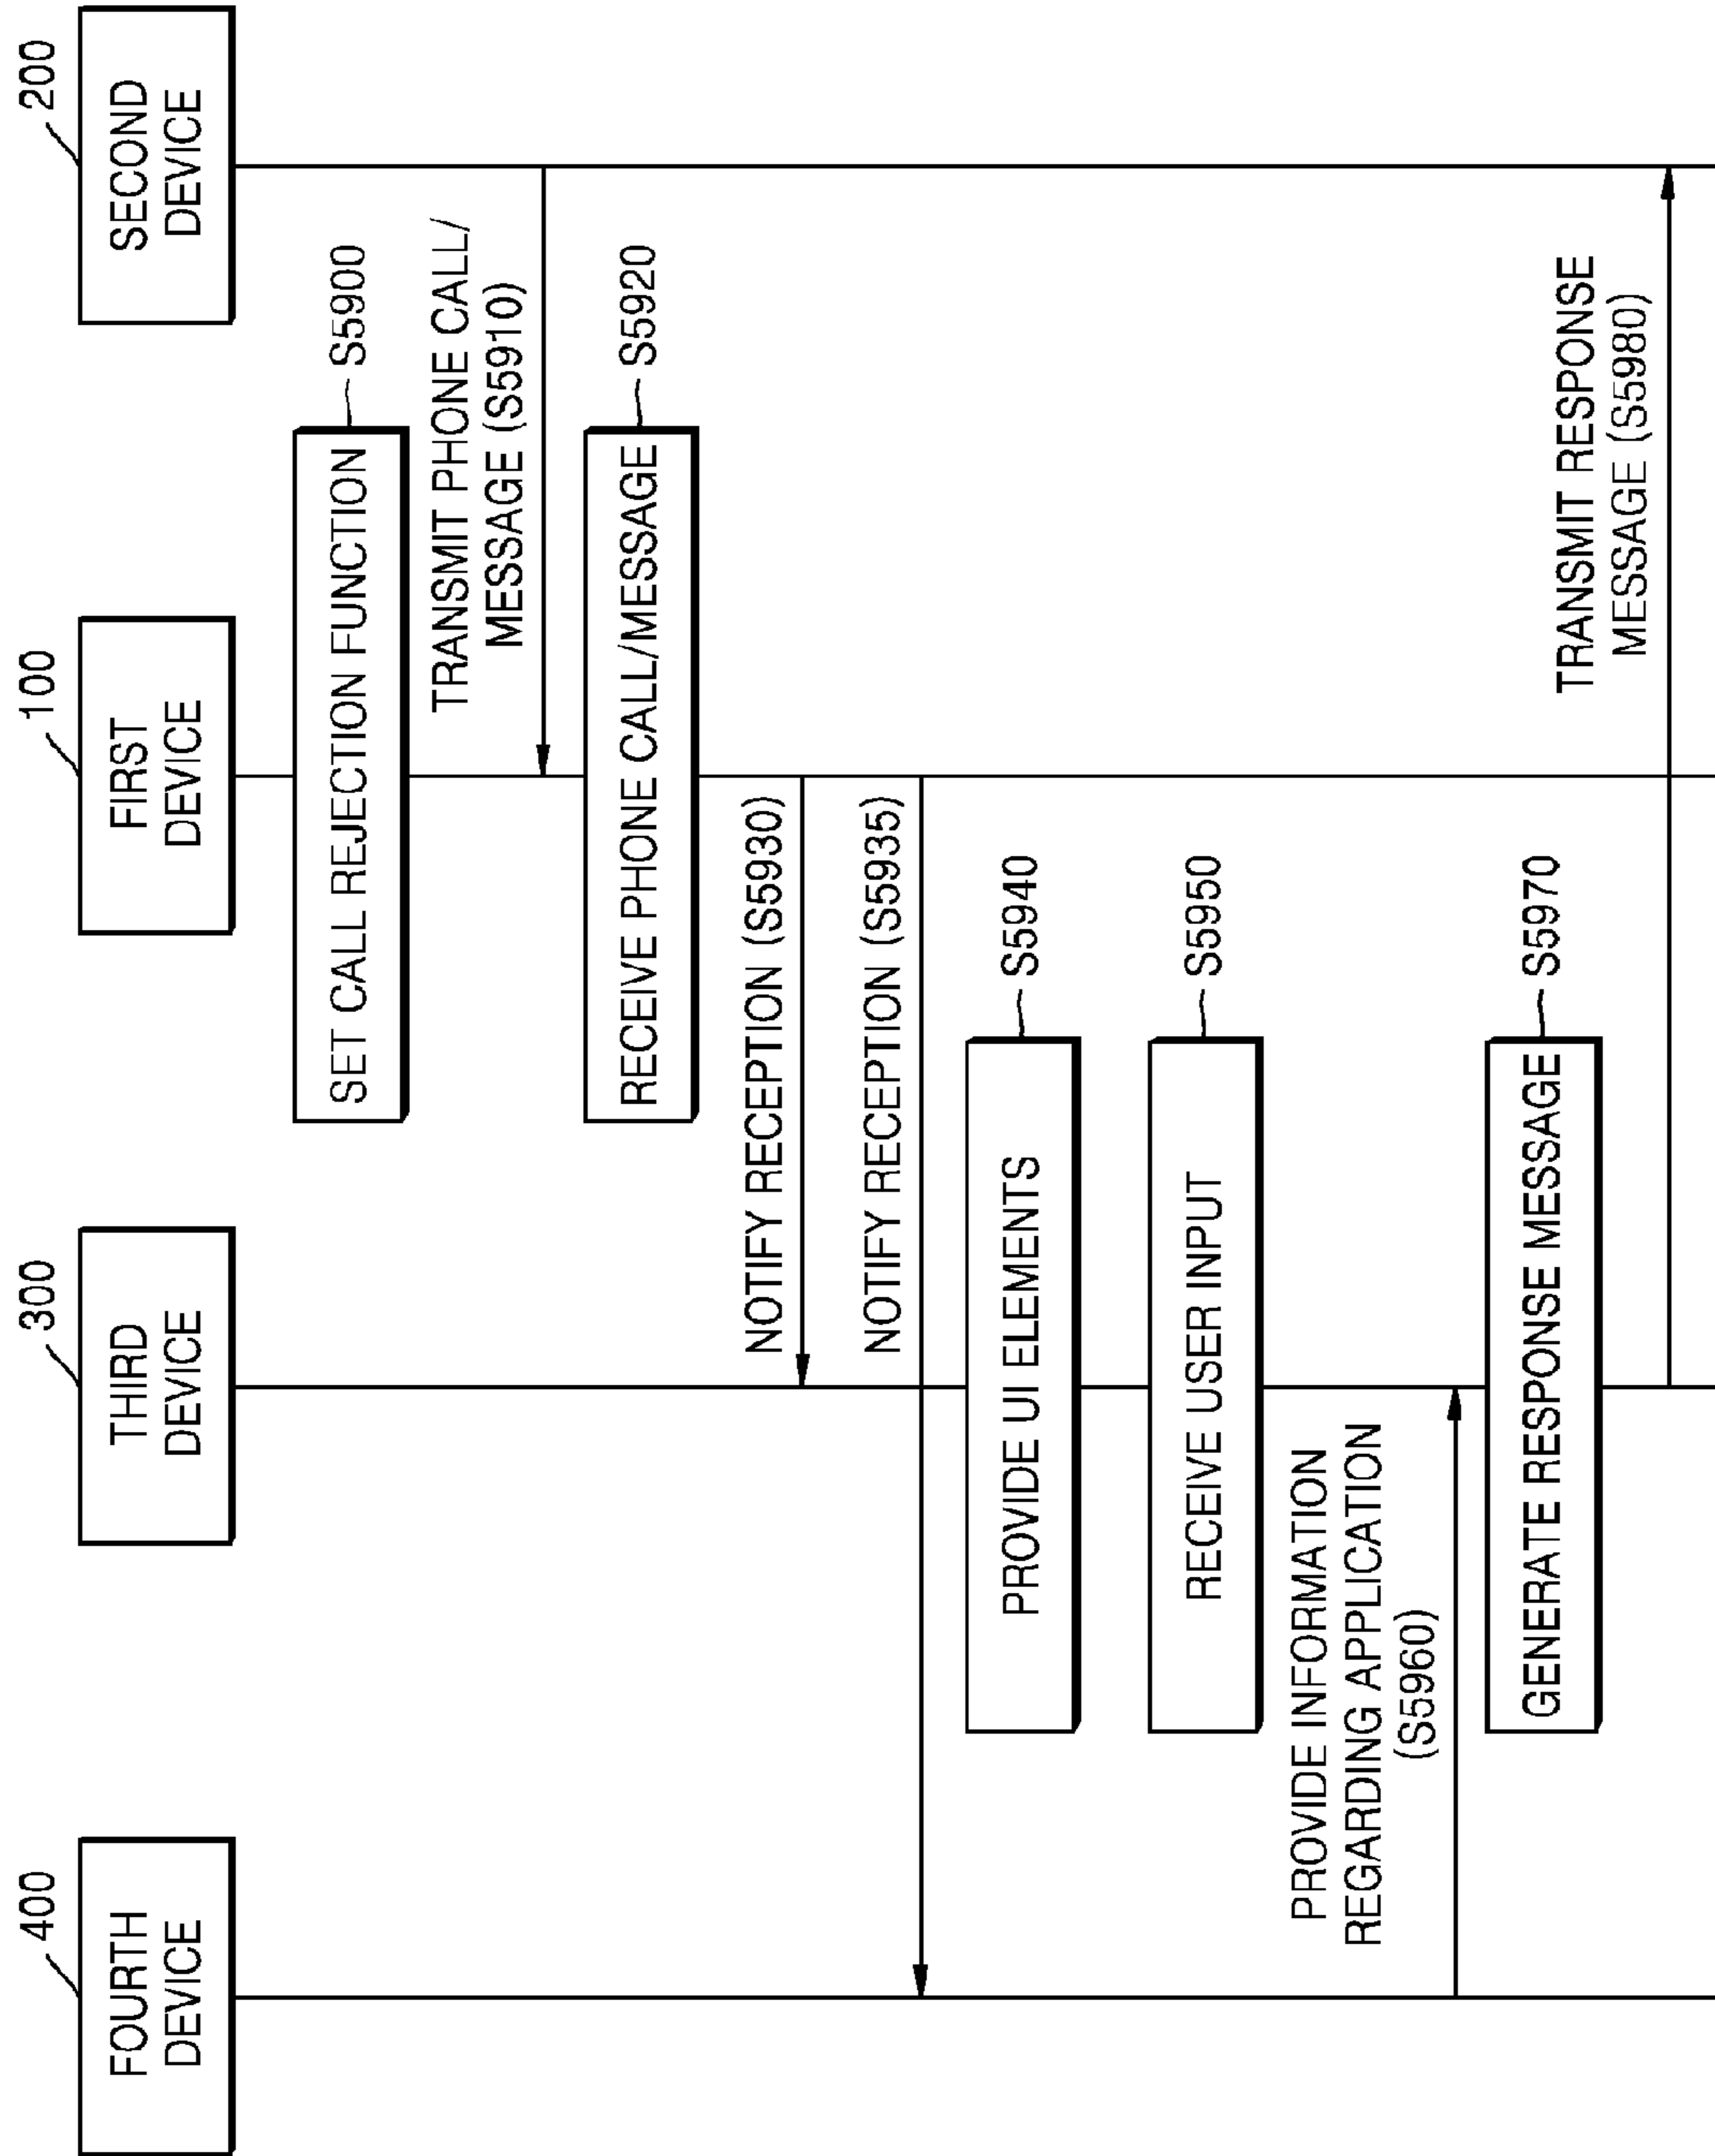 400
300
100
200
FOURTH
DEVICE
THIRD
DEVICE
FIRST
DEVICE
SECOND
DEVICE
SET CALL REJECTION FUNCTION
S5900
TRANSMIT PHONE CALL/
MESSAGE (S5910)
RECEIVE PHONE CALL/MESSAGE
S5920
NOTIFY RECEPTION (S5930)
NOTIFY RECEPTION (S5935)
PROVIDE UI ELEMENTS
S5940
RECEIVE USER INPUT
S5950
PROVIDE INFORMATION
REGARDING APPLICATION
(S5960)
GENERATE RESPONSE MESSAGE
S5970
TRANSMIT RESPONSE
MESSAGE (S5980)